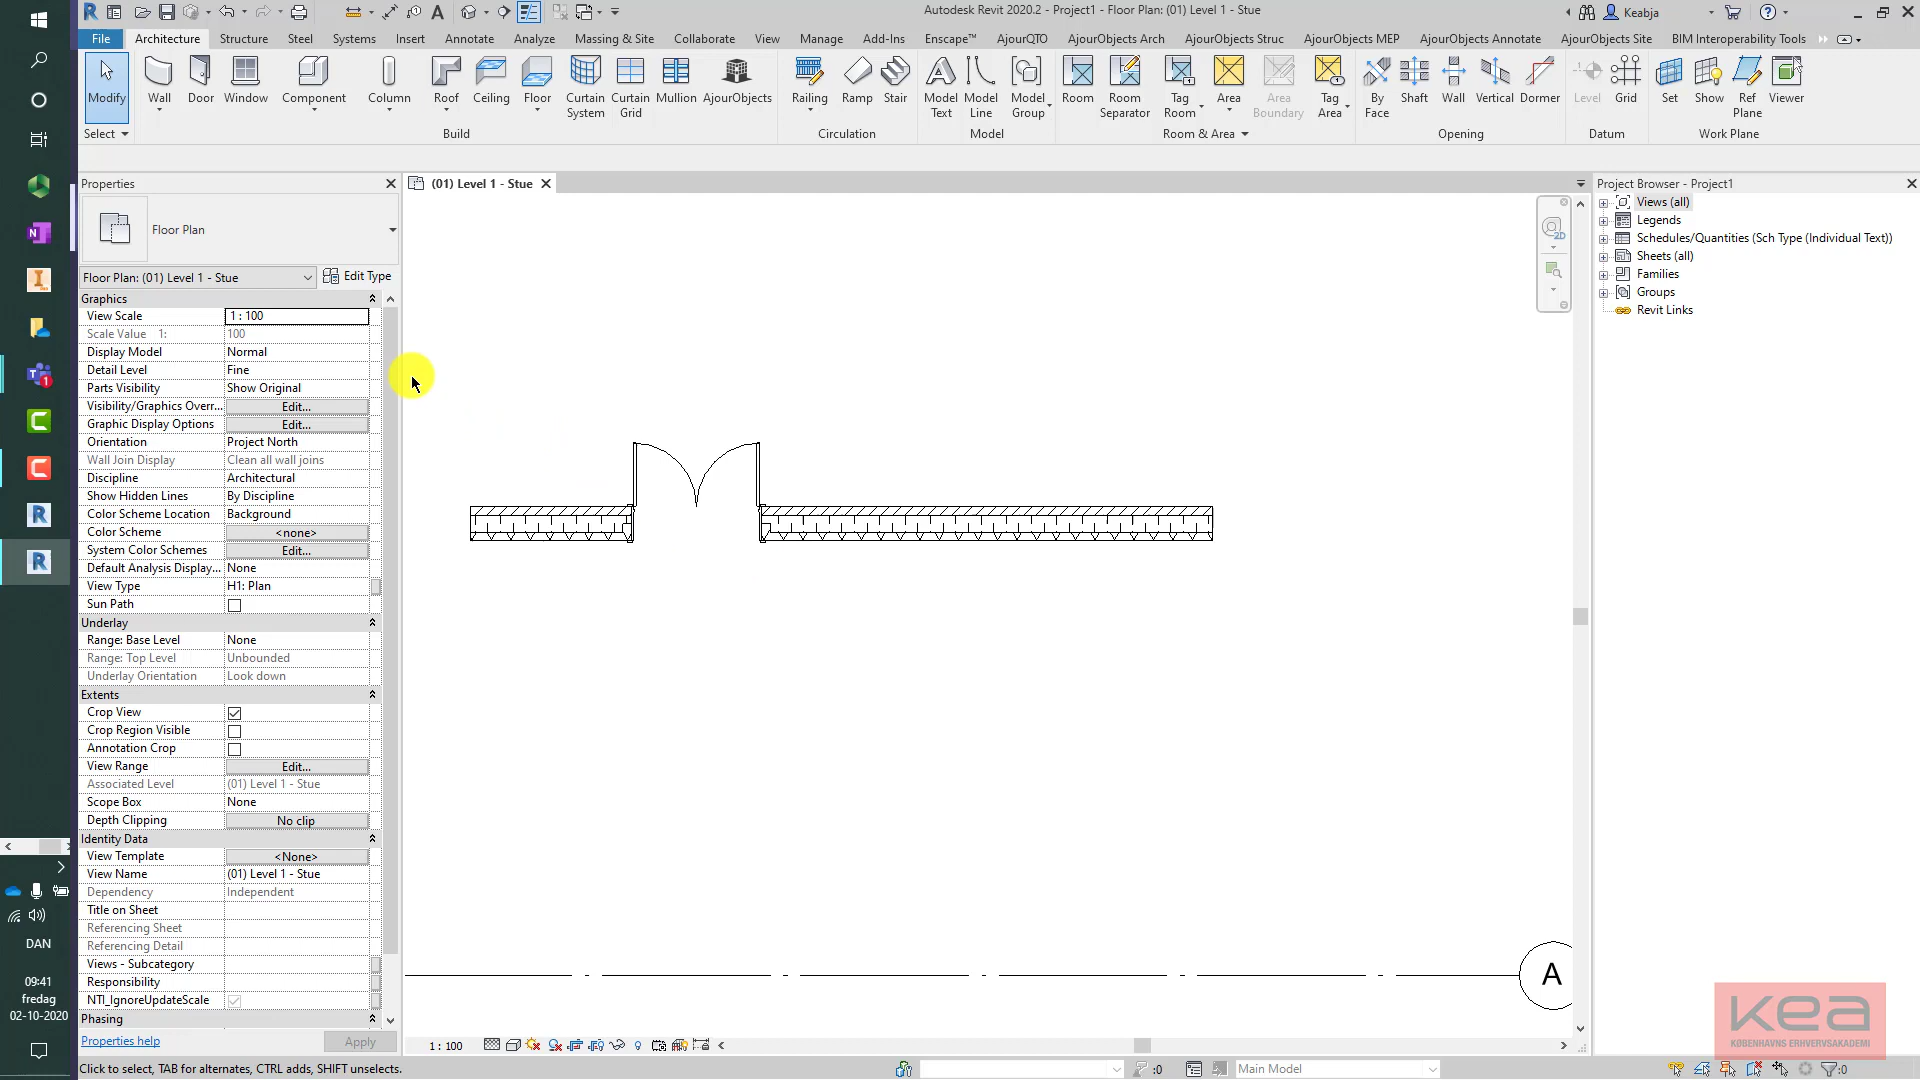 Autodesk Revit 2020.2 - Project1 - Floor Plan: (01) Level 1 - Stue
Keabja
File Architecture Structure Steel Systems Insert Annotate Analyze Massing & Site Collaborate View Manage Add-Ins Enscape™ AjourQTO AjourObjects Arch AjourObjects Struc AjourObjects MEP AjourObjects Annotate AjourObjects Site BIM Interoperability Tools
Modify Wall Door Window Component Column Roof Ceiling Floor Curtain System Curtain Grid Mullion AjourObjects Railing Ramp Stair Model Text Model Line Model Group Room Room Separator Tag Room Area Area Boundary Tag Area By Face Shaft Wall Vertical Dormer Level Grid Set Show Ref Plane Viewer
Select Build Circulation Model Room & Area Opening Datum Work Plane
Properties
Floor Plan
Floor Plan: (01) Level 1 - Stue Edit Type
Graphics
View Scale 1 : 100
Scale Value 1: 100
Display Model Normal
Detail Level Fine
Parts Visibility Show Original
Visibility/Graphics Overr... Edit...
Graphic Display Options Edit...
Orientation Project North
Wall Join Display Clean all wall joins
Discipline Architectural
Show Hidden Lines By Discipline
Color Scheme Location Background
Color Scheme <none>
System Color Schemes Edit...
Default Analysis Display... None
View Type H1: Plan
Sun Path
Underlay
Range: Base Level None
Range: Top Level Unbounded
Underlay Orientation Look down
Extents
Crop View
Crop Region Visible
Annotation Crop
View Range Edit...
Associated Level (01) Level 1 - Stue
Scope Box None
Depth Clipping No clip
Identity Data
View Template <None>
View Name (01) Level 1 - Stue
Dependency Independent
Title on Sheet
Referencing Sheet
Referencing Detail
Views - Subcategory
Responsibility
NTI_IgnoreUpdateScale
Phasing
Properties help Apply
(01) Level 1 - Stue
2D
A
1 : 100
Project Browser - Project1
Views (all)
Legends
Schedules/Quantities (Sch Type (Individual Text))
Sheets (all)
Families
Groups
Revit Links
kea
KØBENHAVNS ERHVERVSAKADEMI
Click to select, TAB for alternates, CTRL adds, SHIFT unselects.
:0
Main Model
:0
1
DAN
09:41
fredag
02-10-2020